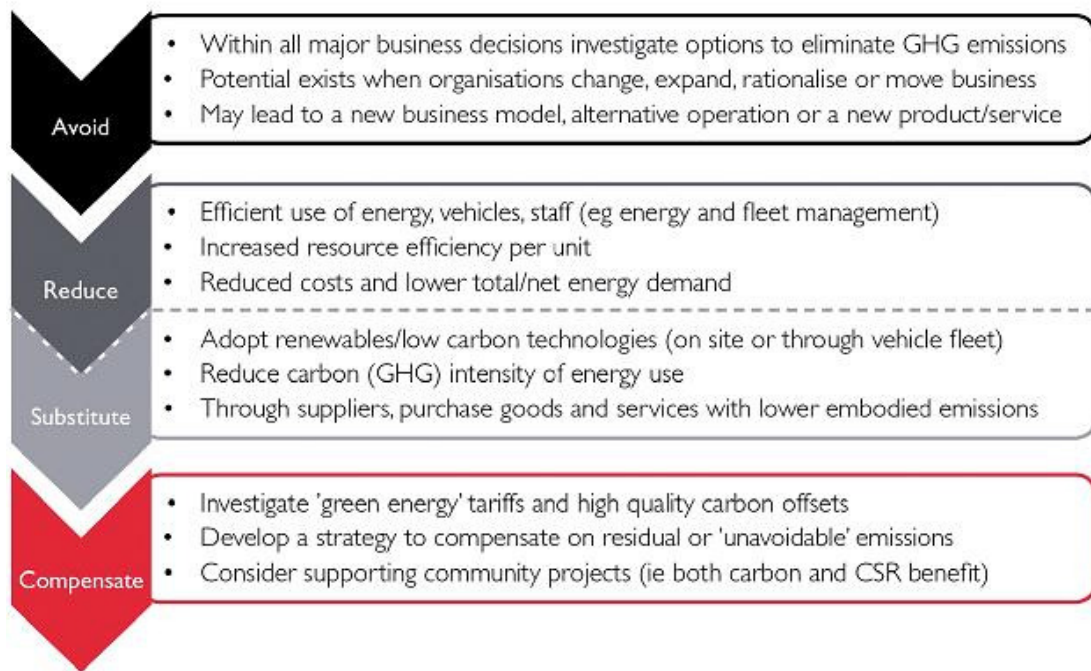 Avoid
• Within all major business decisions investigate options to eliminate GHG emissions
• Potential exists when organisations change, expand, rationalise or move business
• May lead to a new business model, alternative operation or a new product/service
Reduce
• Efficient use of energy, vehicles, staff (eg energy and fleet management)
• Increased resource efficiency per unit
• Reduced costs and lower total/net energy demand
Substitute
• Adopt renewables/low carbon technologies (on site or through vehicle fleet)
• Reduce carbon (GHG) intensity of energy use
• Through suppliers, purchase goods and services with lower embodied emissions
Compensate
• Investigate 'green energy' tariffs and high quality carbon offsets
• Develop a strategy to compensate on residual or 'unavoidable' emissions
• Consider supporting community projects (ie both carbon and CSR benefit)